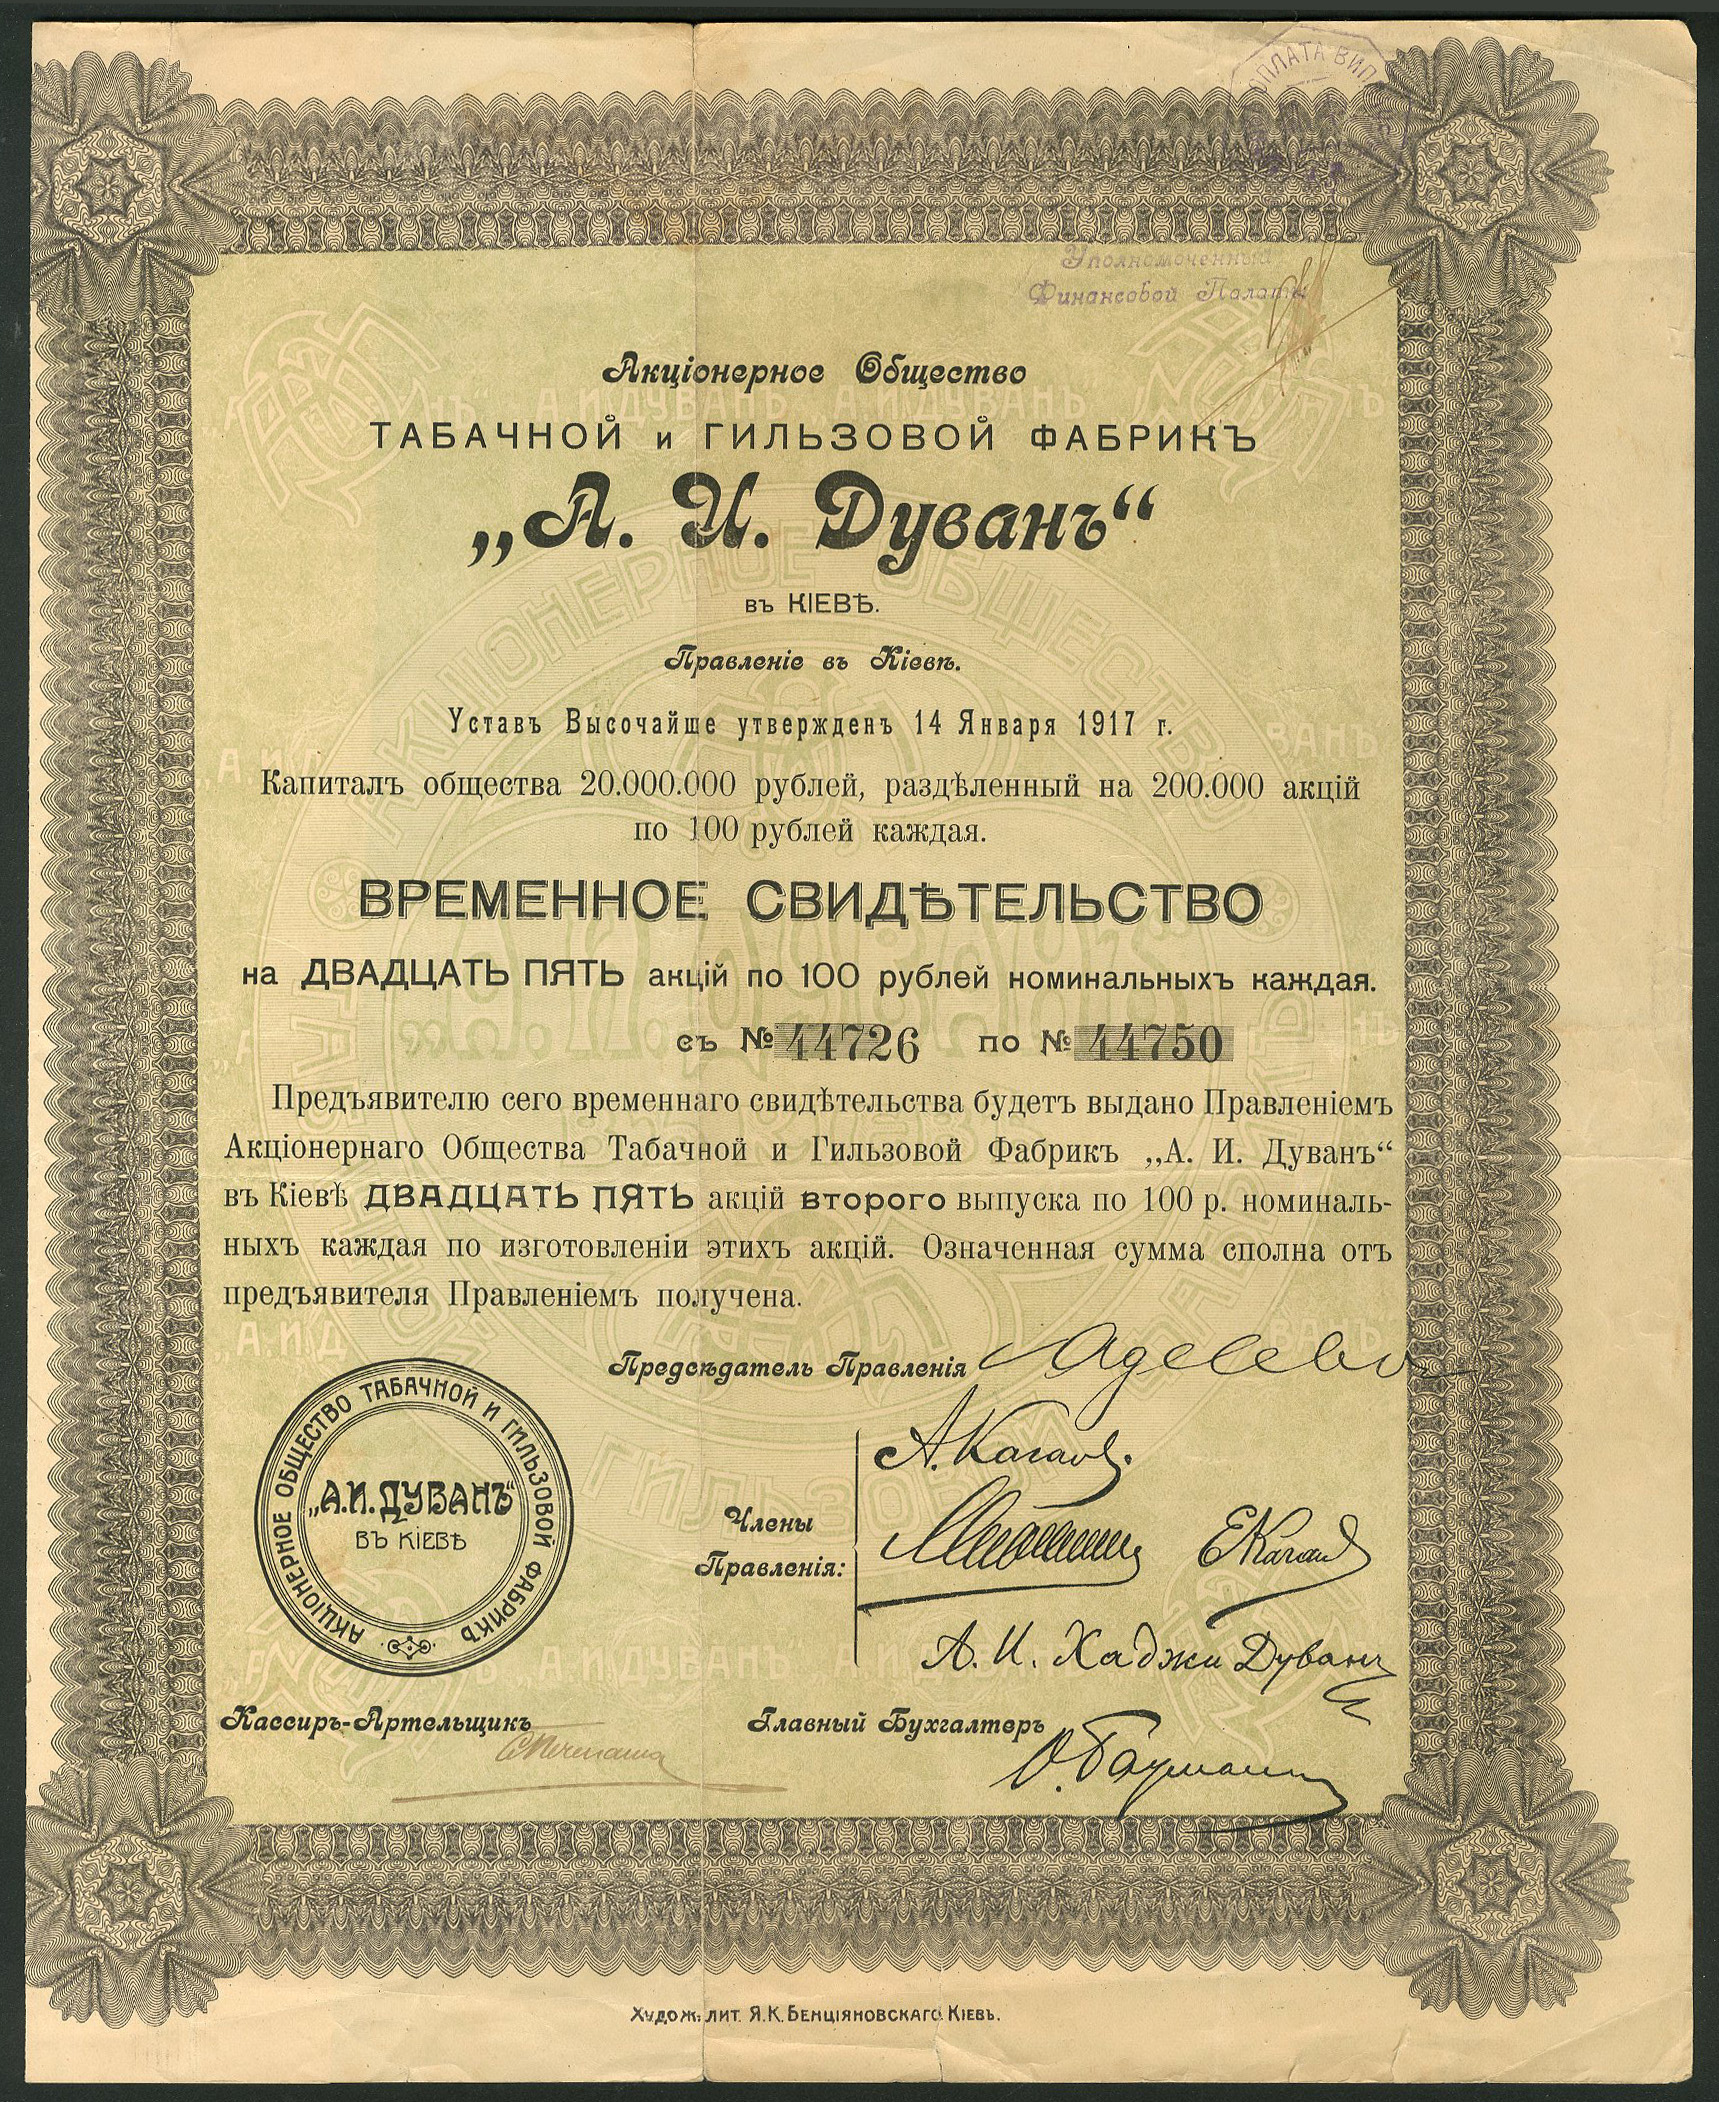 ОПЛАТА ВИП
Уполномоченный
Финансовой Палаты
Акціонерное Общество
ТАБАЧНОЙ и ГИЛЬЗОВОЙ ФАБРИКЪ
„А. И. Дуванъ“
въ КІЕВѢ.
Правленіе въ Кіевѣ.
Уставъ Высочайше утвержденъ 14 Января 1917 г.
Капиталъ общества 20.000.000 рублей, раздѣленный на 200.000 акцій
по 100 рублей каждая.
ВРЕМЕННОЕ СВИДѢТЕЛЬСТВО
на ДВАДЦАТЬ ПЯТЬ акцій по 100 рублей номинальныхъ каждая.
съ № 44726 по № 44750
Предъявителю сего временнаго свидѣтельства будетъ выдано Правленіемъ
Акціонернаго Общества Табачной и Гильзовой Фабрикъ „А. И. Дуванъ“
въ Кіевѣ ДВАДЦАТЬ ПЯТЬ акцій второго выпуска по 100 р. номиналь-
ныхъ каждая по изготовленіи этихъ акцій. Означенная сумма сполна отъ
предъявителя Правленіемъ получена.
Предсѣдатель Правленія
АКЦІОНЕРНОЕ ОБЩЕСТВО ТАБАЧНОЙ И ГИЛЬЗОВОЙ ФАБРИКЪ
„А.И.ДУВАНЪ“
ВЪ КІЕВѢ
А. Каган
Члены
Правленія:
Е Каган
А. И. Хаджи Дуванъ
Кассиръ-Артельщикъ
Главный Бухгалтеръ
О. Бауман
Худож. лит. Я.К. Бенціяновскаго. Кіевъ.